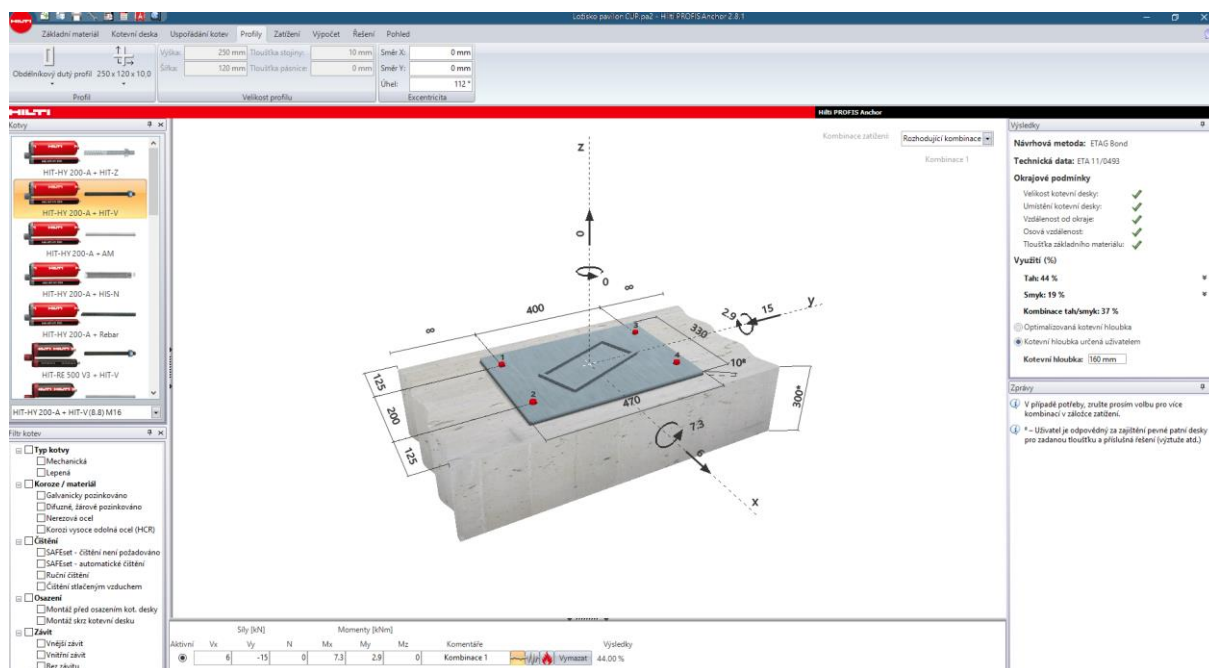 Ložisko pavilon CUP.pa2 - Hilti PROFIS Anchor 2.8.1
HILTI
Základní materiál Kotevní deska Uspořádání kotev Profily Zatížení Výpočet Řešení Pohled
Výška: 250 mm Tloušťka stojiny: 10 mm Směr X: 0 mm
Šířka: 120 mm Tloušťka pásnice: 0 mm Směr Y: 0 mm
Obdélníkový dutý profil 250 x 120 x 10,0 Úhel: 112 °
Profil Velikost profilu Excentricita
HILTI Hilti PROFIS Anchor
Kotvy
HIT-HY 200-A + HIT-Z
HIT-HY 200-A + HIT-V
HIT-HY 200-A + AM
HIT-HY 200-A + HIS-N
HIT-HY 200-A + Rebar
HIT-RE 500 V3 + HIT-V
HIT-HY 200-A + HIT-V (8.8) M16
Filtr kotev
Typ kotvy
Mechanická
Lepená
Koroze / materiál
Galvanicky pozinkováno
Difuzně, žárově pozinkováno
Nerezová ocel
Korozi vysoce odolná ocel (HCR)
Čištění
SAFEset - čištění není požadováno
SAFEset - automatické čištění
Ruční čištění
Čištění stlačeným vzduchem
Osazení
Montáž před osazením kot. desky
Montáž skrz kotevní desku
Závit
Vnější závit
Vnitřní závit
Bez závitu
Kombinace zatížení: Rozhodující kombinace
Kombinace 1
z
0
0
∞
400
∞
y
15
2.9
330
3
1
4
10*
2
125
200
125
470
300*
7.3
6
x
Síly [kN] Momenty [kNm]
Aktivní Vx Vy N Mx My Mz Komentáře Výsledky
6 -15 0 7.3 2.9 0 Kombinace 1 Vymazat 44.00 %
Výsledky
Návrhová metoda: ETAG Bond
Technická data: ETA 11/0493
Okrajové podmínky
Velikost kotevní desky:
Umístění kotevní desky:
Vzdálenost od okraje:
Osová vzdálenost:
Tloušťka základního materiálu:
Využití (%)
Tah: 44 %
Smyk: 19 %
Kombinace tah/smyk: 37 %
Optimalizovaná kotevní hloubka
Kotevní hloubka určená uživatelem
Kotevní hloubka: 160 mm
Zprávy
V případě potřeby, zrušte prosím volbu pro více
kombinací v záložce zatížení.
* – Uživatel je odpovědný za zajištění pevné patní desky
pro zadanou tloušťku a příslušná řešení (výztuže atd.)